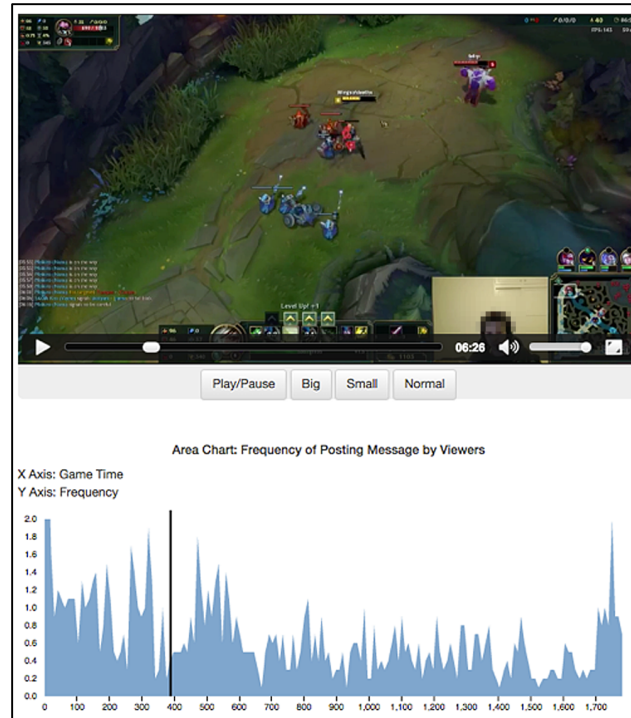 Level Up! +1
06:26
Play/Pause
Big
Small
Normal
Area Chart: Frequency of Posting Message by Viewers
X Axis: Game Time
Y Axis: Frequency
2.0
1.8
1.6
1.4
1.2
1.0
0.8
0.6
0.4
0.2
0.0
0 100 200 300 400 500 600 700 800 900 1,000 1,100 1,200 1,300 1,400 1,500 1,600 1,700